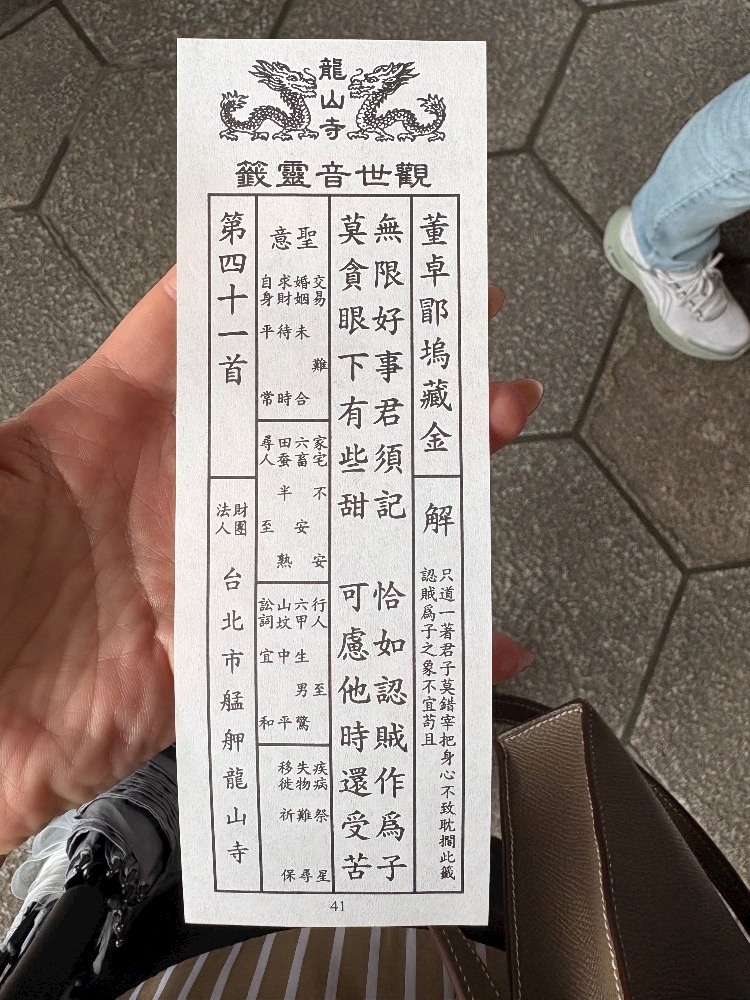 龍山寺
觀世音靈籤
董卓郿塢藏金
解
只道一著君子莫錯宰把身心不致耽擱此籤
認賊爲子之象不宜苟且
無限好事君須記 恰如認賊作爲子
莫貪眼下有些甜 可慮他時還受苦
聖意
交易 難
婚姻 未合
求財 待時
自身 平常
家宅 不安
六畜 安
田蚕 半熟
尋人 至
行人 至
六甲 生男驚
山坟 中平
訟詞 宜和
疾病 祭星
失物 難尋
移徙 祈保
第四十一首
財團
法人
台北市艋舺龍山寺
41